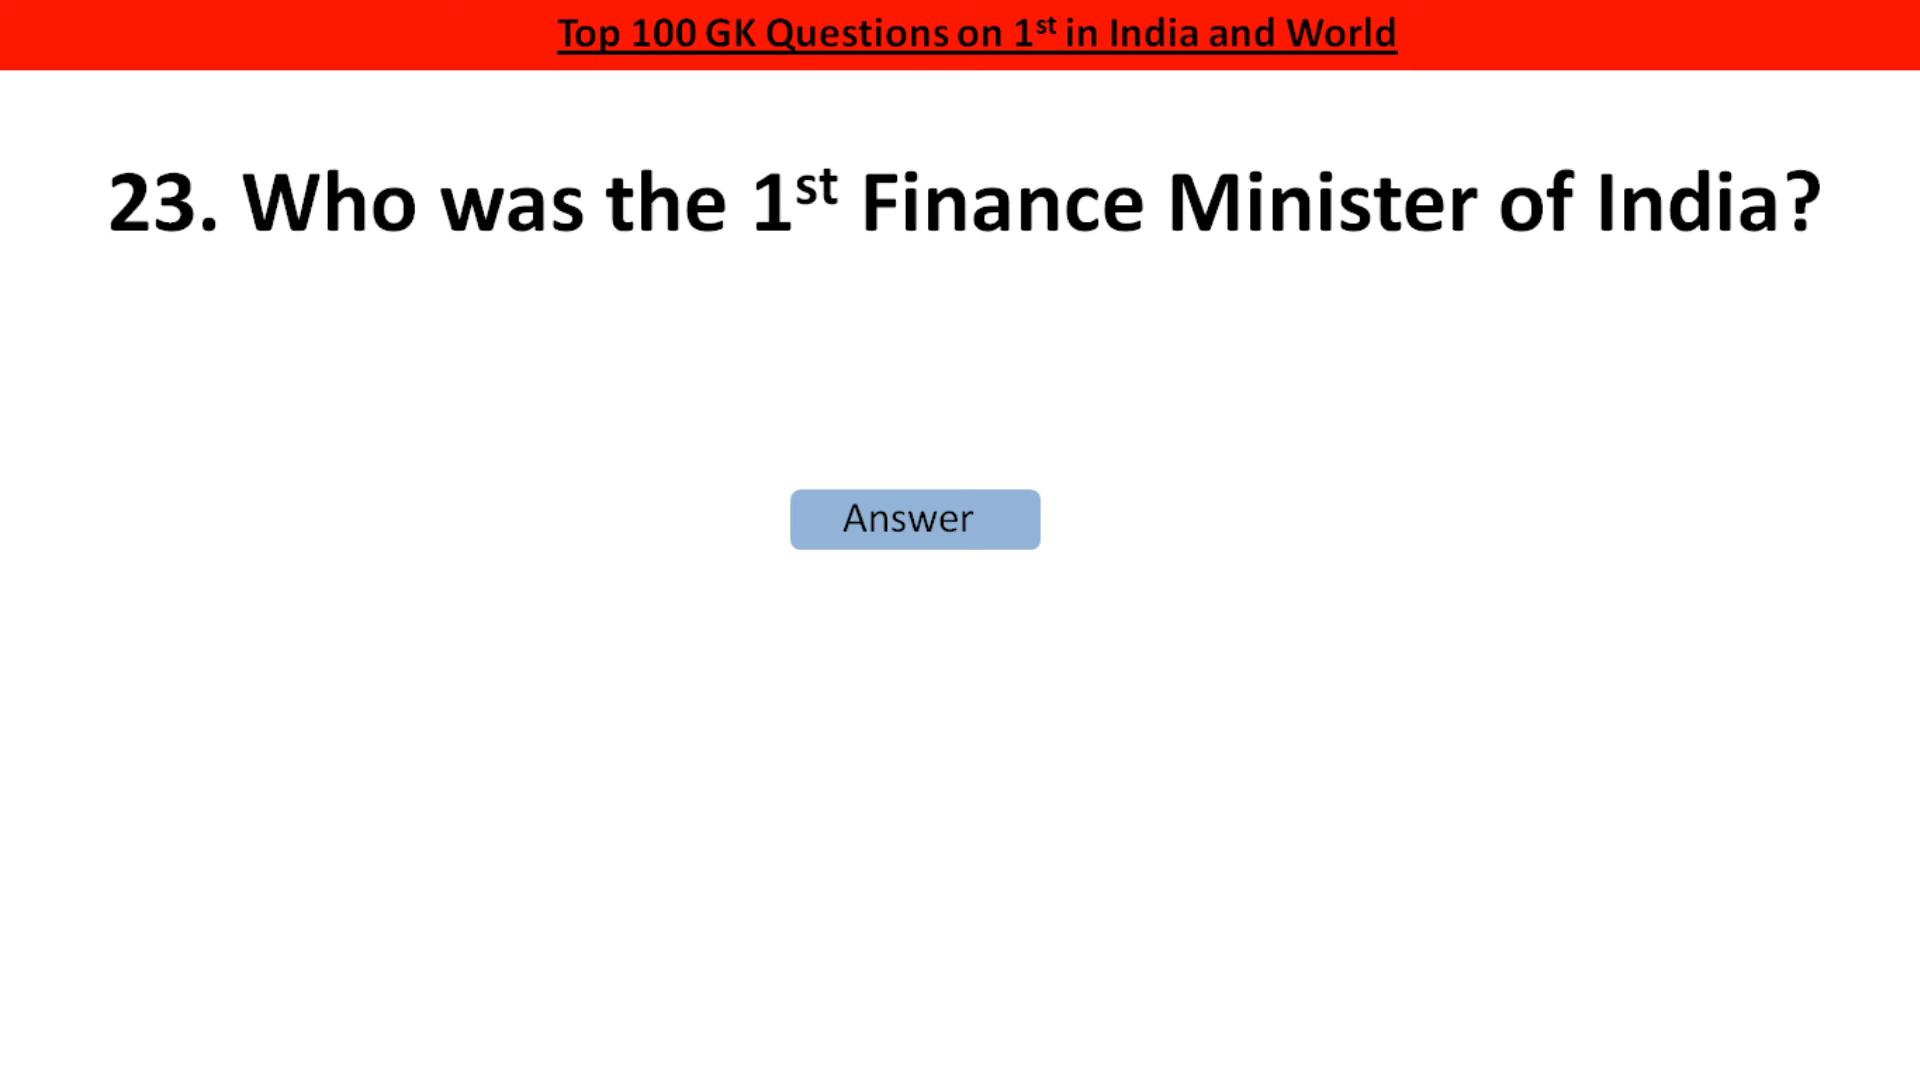 Top 100 GK Questions on 1st in India and World
23. Who was the 1st Finance Minister of India?
Answer